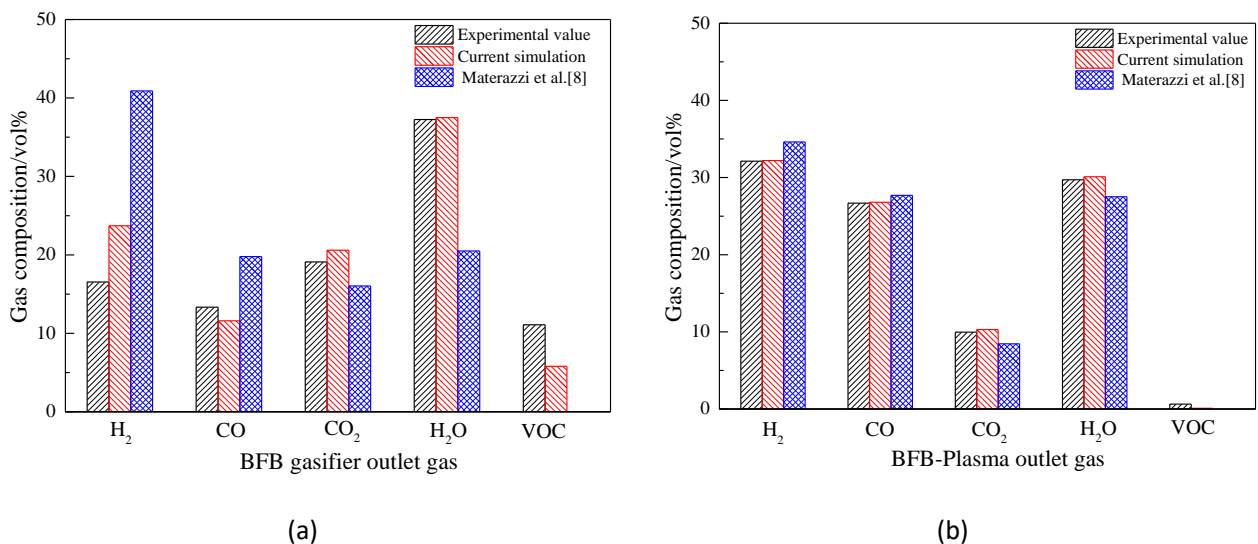 50
40
30
20
10
0
Gas composition/vol%
Experimental value
Current simulation
Materazzi et al.[8]
H₂ CO CO₂ H₂O VOC
BFB gasifier outlet gas
(a)
50
40
30
20
10
0
Gas composition/vol%
Experimental value
Current simulation
Materazzi et al.[8]
H₂ CO CO₂ H₂O VOC
BFB-Plasma outlet gas
(b)